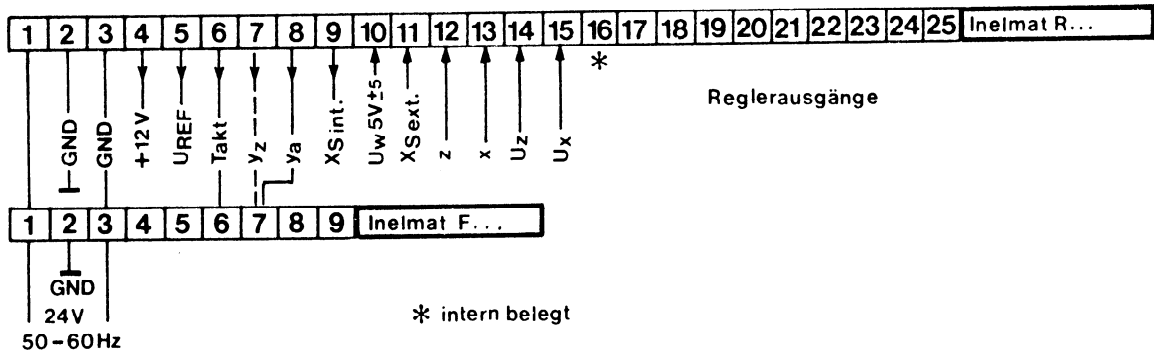 1 2 3 4 5 6 7 8 9 10 11 12 13 14 15 16 17 18 19 20 21 22 23 24 25 Inelmat R...
*
GND
GND
+12V
UREF
Takt
yz
ya
XSint.
Uw5V±5
XSext.
z
x
Uz
Ux
Reglerausgänge
1 2 3 4 5 6 7 8 9 Inelmat F...
GND
24V
50-60Hz
* intern belegt